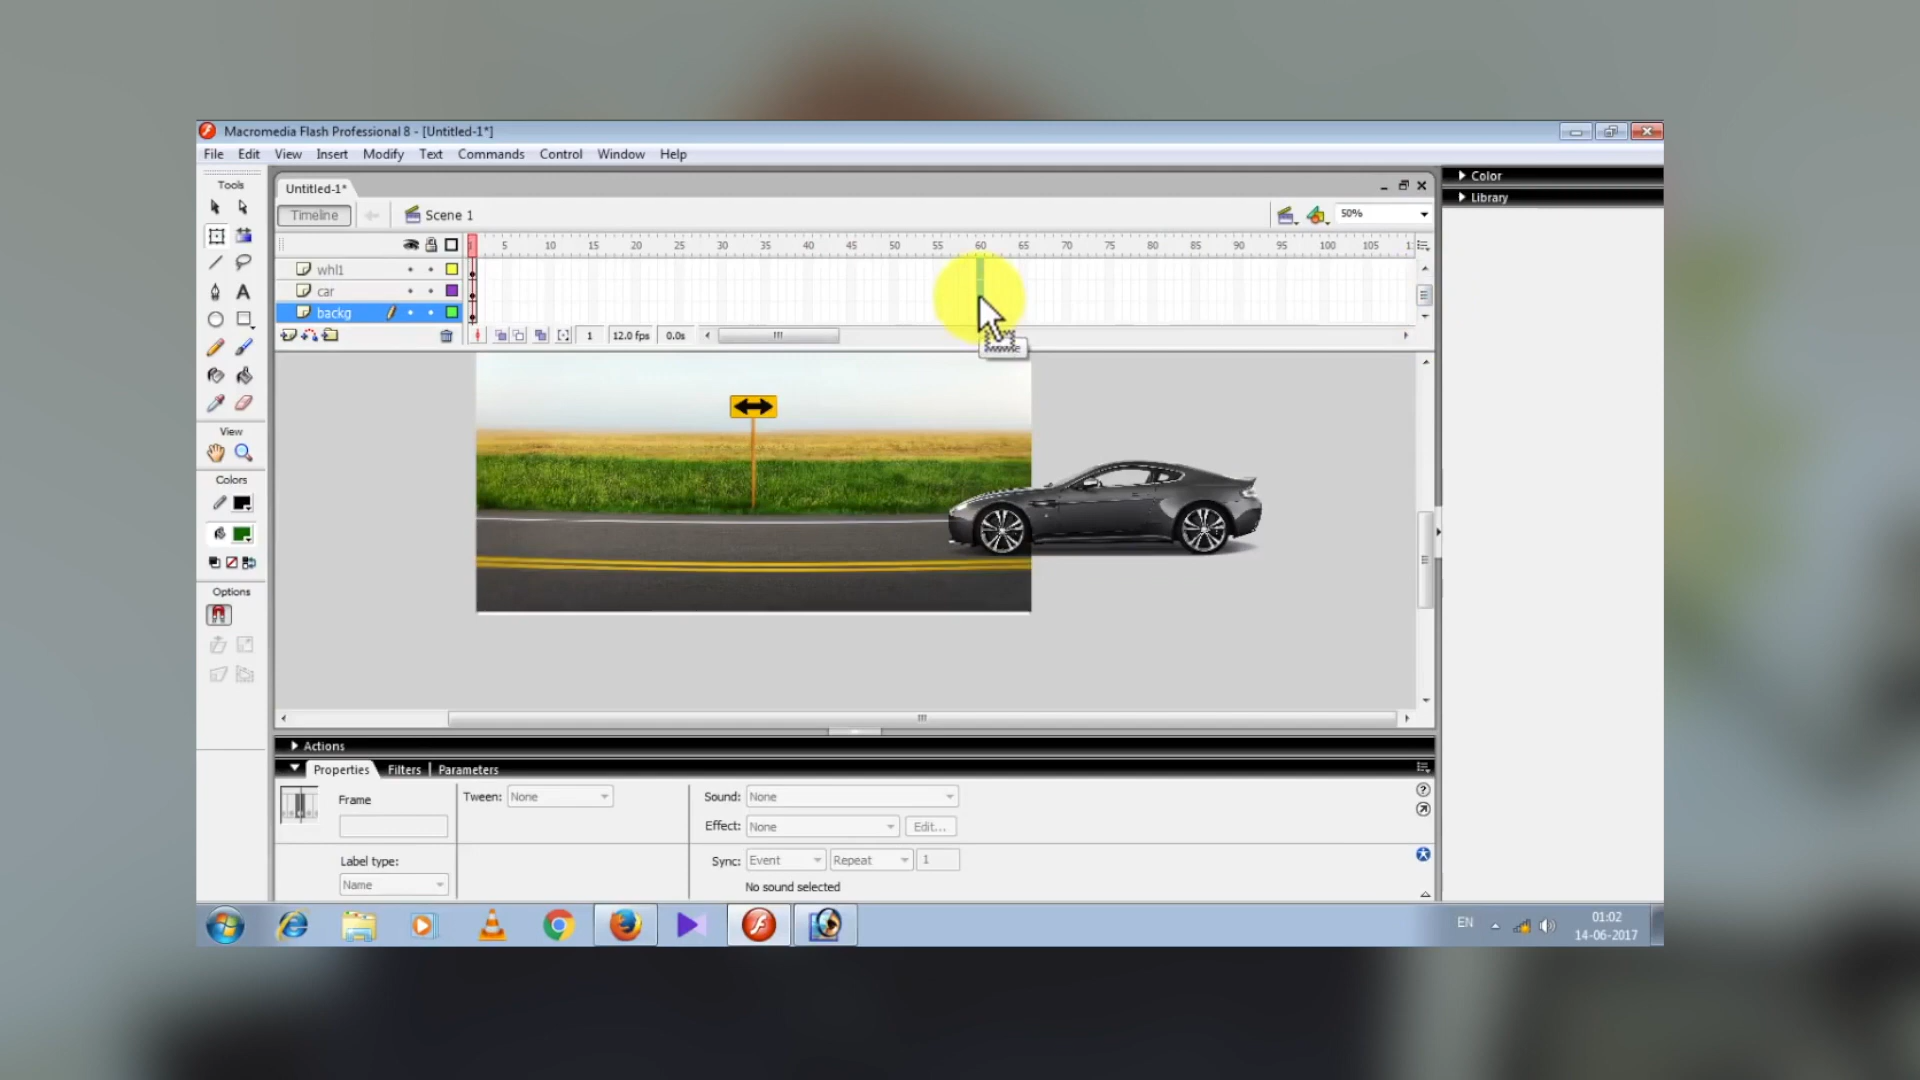 Macromedia Flash Professional 8 - [Untitled-1*]
File Edit View Insert Modify Text Commands Control Window Help
Tools
Untitled-1*
Color
Library
Timeline
Scene 1
50%
1 5 10 15 20 25 30 35 40 45 50 55 60 65 70 75 80 85 90 95 100 105 1:
whl1
car
backg
1 12.0 fps 0.0s
View
Colors
Options
Actions
Properties Filters Parameters
Frame
Tween: None
Sound: None
Effect: None Edit...
Label type:
Name
Sync: Event Repeat 1
No sound selected
EN
01:02
14-06-2017